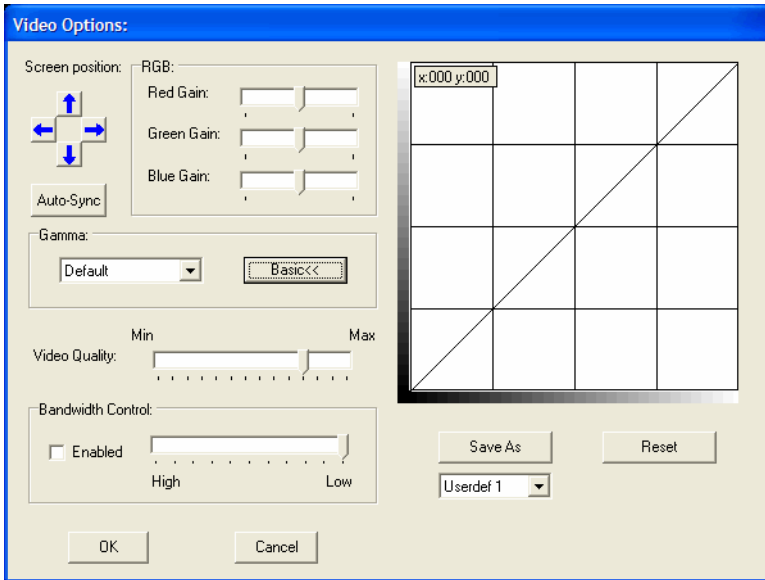 Video Options:
Screen position:
Auto-Sync
RGB:
Red Gain:
Green Gain:
Blue Gain:
Gamma:
Default
Basic<<
Min Max
Video Quality:
Bandwidth Control:
Enabled
High Low
OK Cancel
x:000 y:000
Save As Reset
Userdef 1